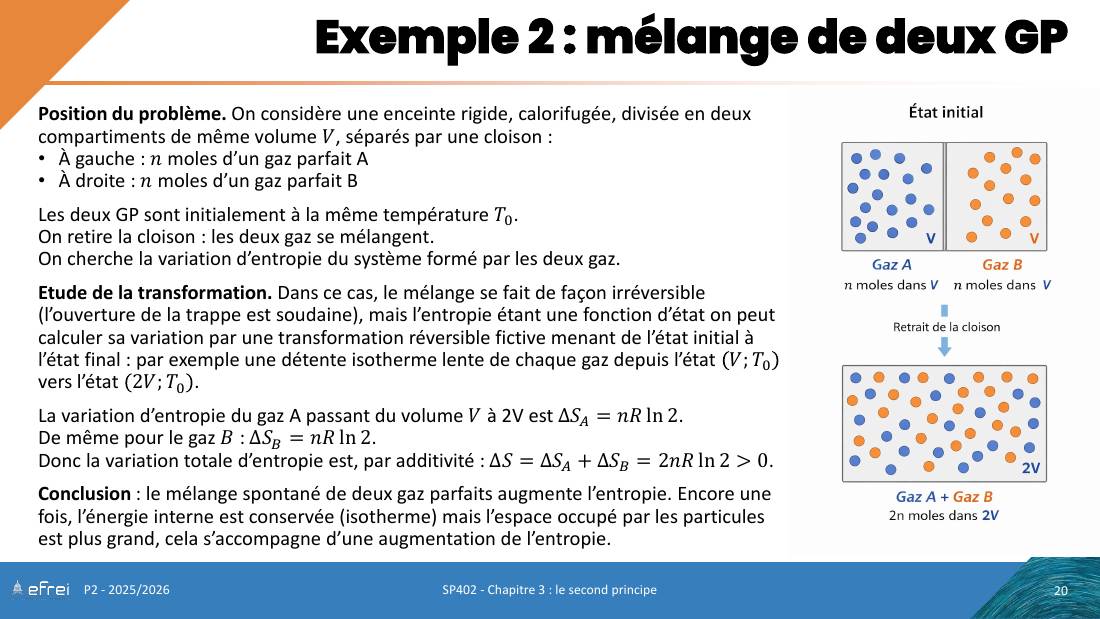 Exemple 2 : mélange de deux GP
Position du problème. On considère une enceinte rigide, calorifugée, divisée en deux
compartiments de même volume V, séparés par une cloison :
• À gauche : n moles d’un gaz parfait A
• À droite : n moles d’un gaz parfait B
Les deux GP sont initialement à la même température T₀.
On retire la cloison : les deux gaz se mélangent.
On cherche la variation d’entropie du système formé par les deux gaz.
Etude de la transformation. Dans ce cas, le mélange se fait de façon irréversible
(l’ouverture de la trappe est soudaine), mais l’entropie étant une fonction d’état on peut
calculer sa variation par une transformation réversible fictive menant de l’état initial à
l’état final : par exemple une détente isotherme lente de chaque gaz depuis l’état (V; T₀)
vers l’état (2V; T₀).
La variation d’entropie du gaz A passant du volume V à 2V est ΔS_A = nR ln 2.
De même pour le gaz B : ΔS_B = nR ln 2.
Donc la variation totale d’entropie est, par additivité : ΔS = ΔS_A + ΔS_B = 2nR ln 2 > 0.
Conclusion : le mélange spontané de deux gaz parfaits augmente l’entropie. Encore une
fois, l’énergie interne est conservée (isotherme) mais l’espace occupé par les particules
est plus grand, cela s’accompagne d’une augmentation de l’entropie.
État initial
V V
Gaz A Gaz B
n moles dans V n moles dans V
Retrait de la cloison
2V
Gaz A + Gaz B
2n moles dans 2V
efrei P2 - 2025/2026 SP402 - Chapitre 3 : le second principe 20